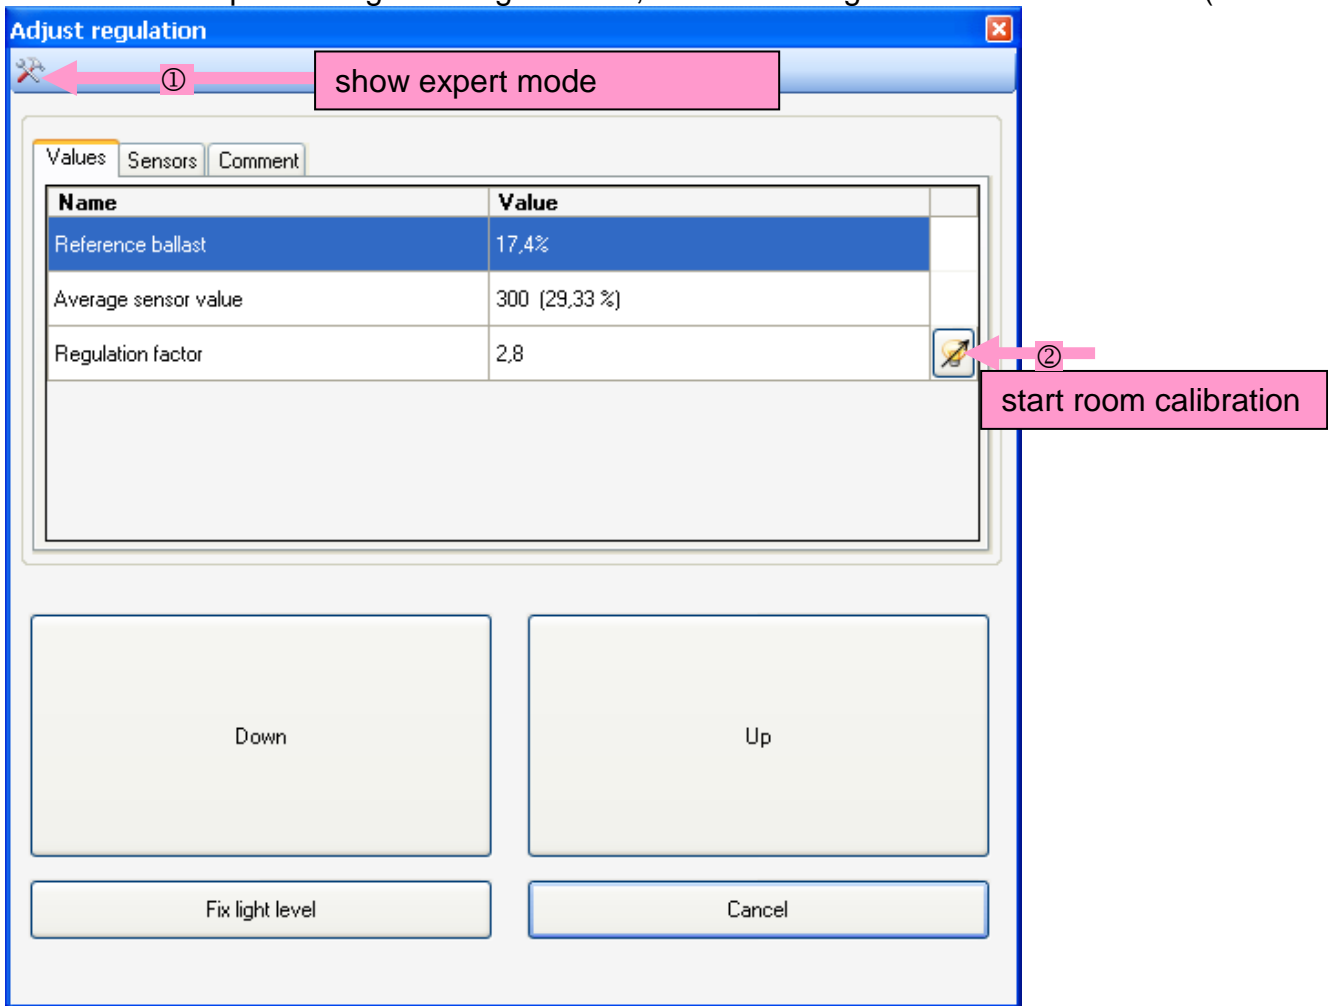 Adjust regulation
① show expert mode
Values Sensors Comment
Name Value
Reference ballast 17,4%
Average sensor value 300 (29,33 %)
Regulation factor 2,8
②
start room calibration
Down Up
Fix light level Cancel